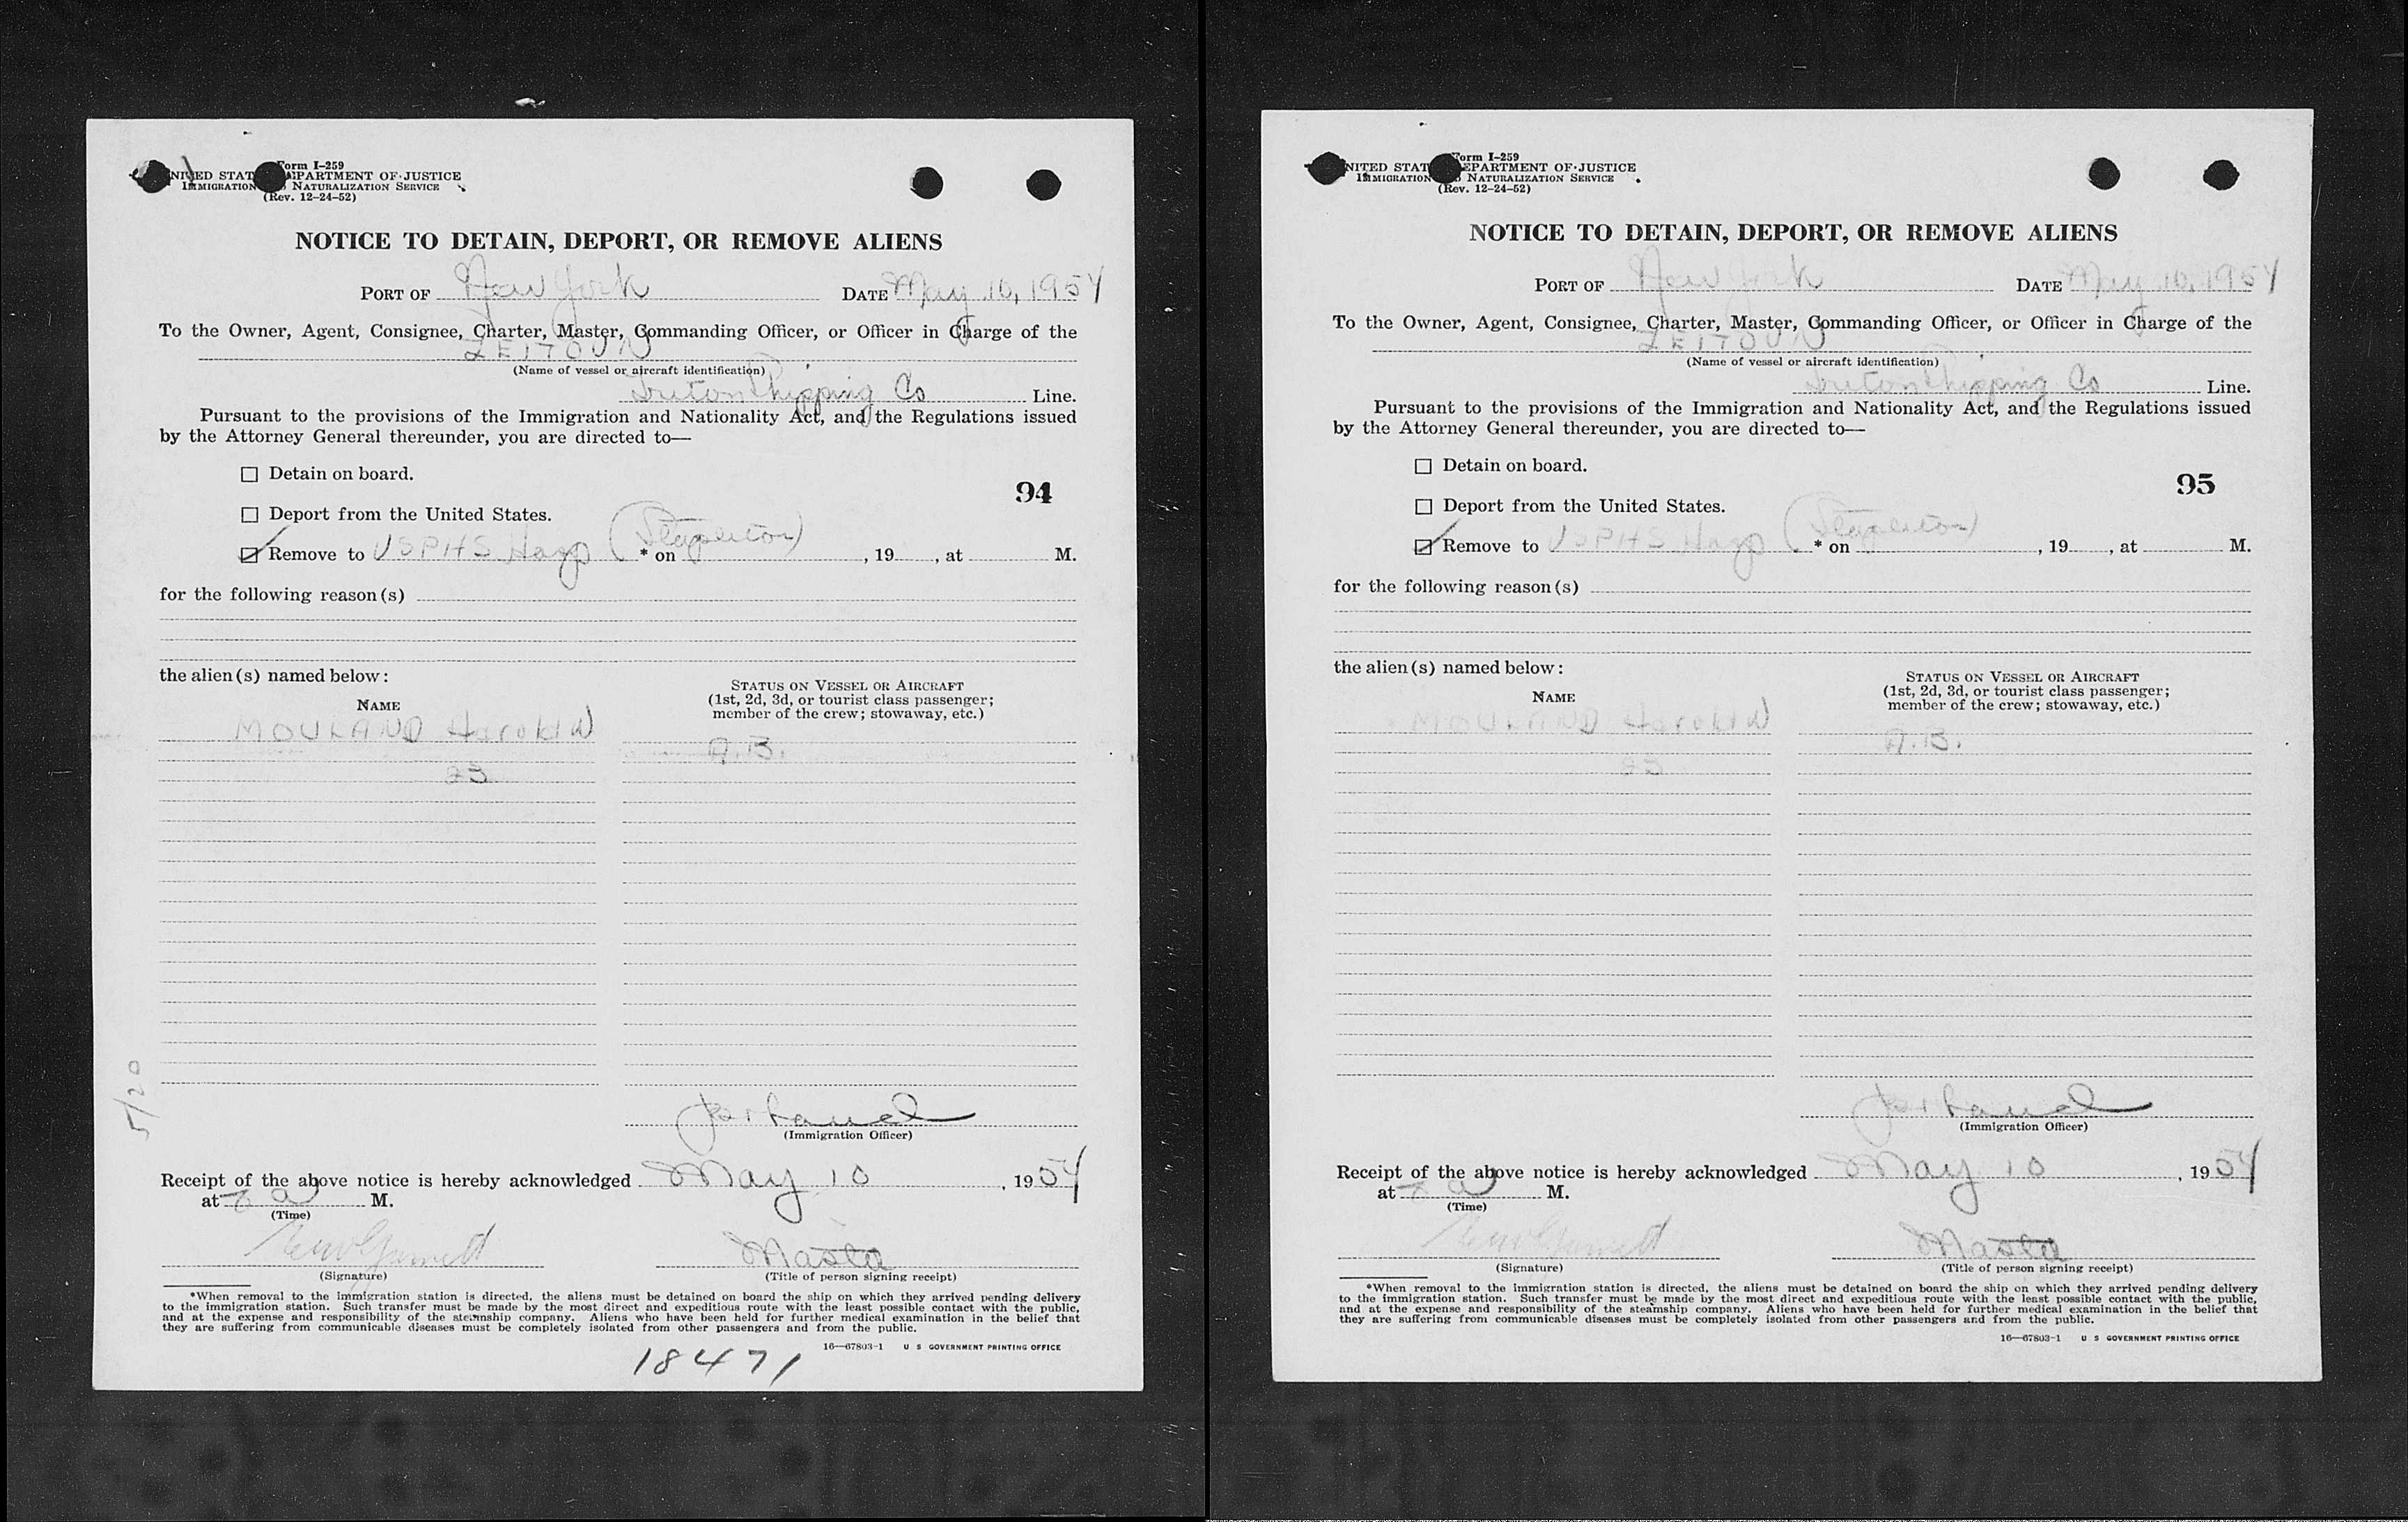 Form I-259
UNITED STATES DEPARTMENT OF JUSTICE
IMMIGRATION AND NATURALIZATION SERVICE
(Rev. 12-24-52)
NOTICE TO DETAIN, DEPORT, OR REMOVE ALIENS
PORT OF New York DATE May 10, 1954
To the Owner, Agent, Consignee, Charter, Master, Commanding Officer, or Officer in Charge of the
ZEITOUN
(Name of vessel or aircraft identification)
Triton Shipping Co Line.
Pursuant to the provisions of the Immigration and Nationality Act, and the Regulations issued
by the Attorney General thereunder, you are directed to—
Detain on board.
94
Deport from the United States.
Remove to USPHS Hosp (Stapleton) * on , 19 , at M.
for the following reason(s)
the alien(s) named below:
NAME
STATUS ON VESSEL OR AIRCRAFT
(1st, 2d, 3d, or tourist class passenger;
member of the crew; stowaway, etc.)
MOULAND Harold W
A.B.
23
5/20
(Immigration Officer)
Receipt of the above notice is hereby acknowledged May 10, 1954
at a M.
(Time)
Master
(Signature)
(Title of person signing receipt)
*When removal to the immigration station is directed, the aliens must be detained on board the ship on which they arrived pending delivery
to the immigration station. Such transfer must be made by the most direct and expeditious route with the least possible contact with the public,
and at the expense and responsibility of the steamship company. Aliens who have been held for further medical examination in the belief that
they are suffering from communicable diseases must be completely isolated from other passengers and from the public.
16—67803-1 U S GOVERNMENT PRINTING OFFICE
18471
Form I-259
UNITED STATES DEPARTMENT OF JUSTICE
IMMIGRATION AND NATURALIZATION SERVICE
(Rev. 12-24-52)
NOTICE TO DETAIN, DEPORT, OR REMOVE ALIENS
PORT OF New York DATE May 10, 1954
To the Owner, Agent, Consignee, Charter, Master, Commanding Officer, or Officer in Charge of the
ZEITOUN
(Name of vessel or aircraft identification)
Triton Shipping Co Line.
Pursuant to the provisions of the Immigration and Nationality Act, and the Regulations issued
by the Attorney General thereunder, you are directed to—
Detain on board.
95
Deport from the United States.
Remove to USPHS Hosp (Stapleton) * on , 19 , at M.
for the following reason(s)
the alien(s) named below:
NAME
STATUS ON VESSEL OR AIRCRAFT
(1st, 2d, 3d, or tourist class passenger;
member of the crew; stowaway, etc.)
MOULAND Harold W
A.B.
23
(Immigration Officer)
Receipt of the above notice is hereby acknowledged May 10, 1954
at a M.
(Time)
Master
(Signature)
(Title of person signing receipt)
*When removal to the immigration station is directed, the aliens must be detained on board the ship on which they arrived pending delivery
to the immigration station. Such transfer must be made by the most direct and expeditious route with the least possible contact with the public,
and at the expense and responsibility of the steamship company. Aliens who have been held for further medical examination in the belief that
they are suffering from communicable diseases must be completely isolated from other passengers and from the public.
16—67803-1 U S GOVERNMENT PRINTING OFFICE